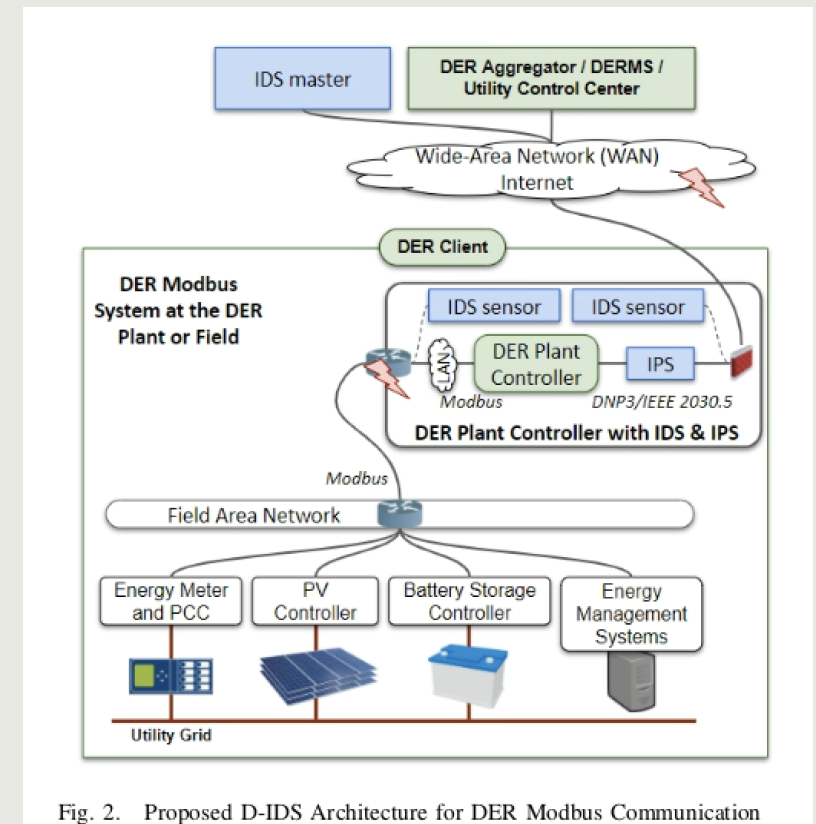 IDS master
DER Aggregator / DERMS /
Utility Control Center
Wide-Area Network (WAN)
Internet
DER Client
DER Modbus
System at the DER
Plant or Field
IDS sensor
IDS sensor
LAN
DER Plant
Controller
IPS
Modbus
DNP3/IEEE 2030.5
DER Plant Controller with IDS & IPS
Modbus
Field Area Network
Energy Meter
and PCC
PV
Controller
Battery Storage
Controller
Energy
Management
Systems
Utility Grid
Fig. 2. Proposed D-IDS Architecture for DER Modbus Communication